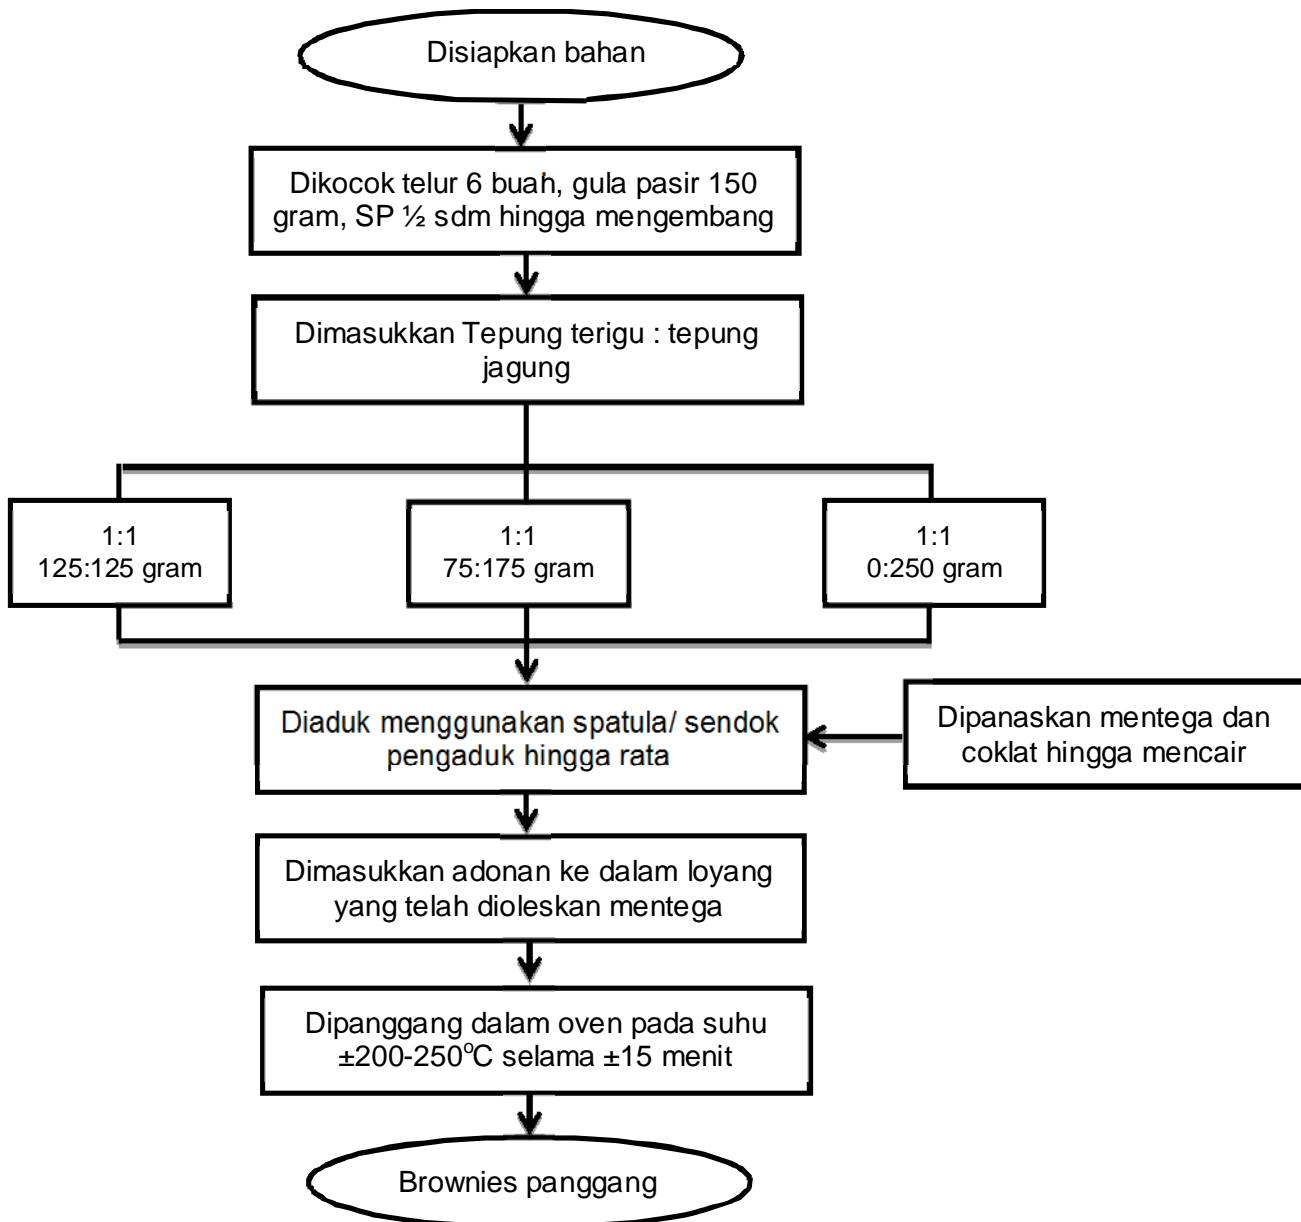 Disiapkan bahan
Dikocok telur 6 buah, gula pasir 150
gram, SP ½ sdm hingga mengembang
Dimasukkan Tepung terigu : tepung
jagung
1:1
125:125 gram
1:1
75:175 gram
1:1
0:250 gram
Diaduk menggunakan spatula/ sendok
pengaduk hingga rata
Dipanaskan mentega dan
coklat hingga mencair
Dimasukkan adonan ke dalam loyang
yang telah dioleskan mentega
Dipanggang dalam oven pada suhu
±200-250°C selama ±15 menit
Brownies panggang